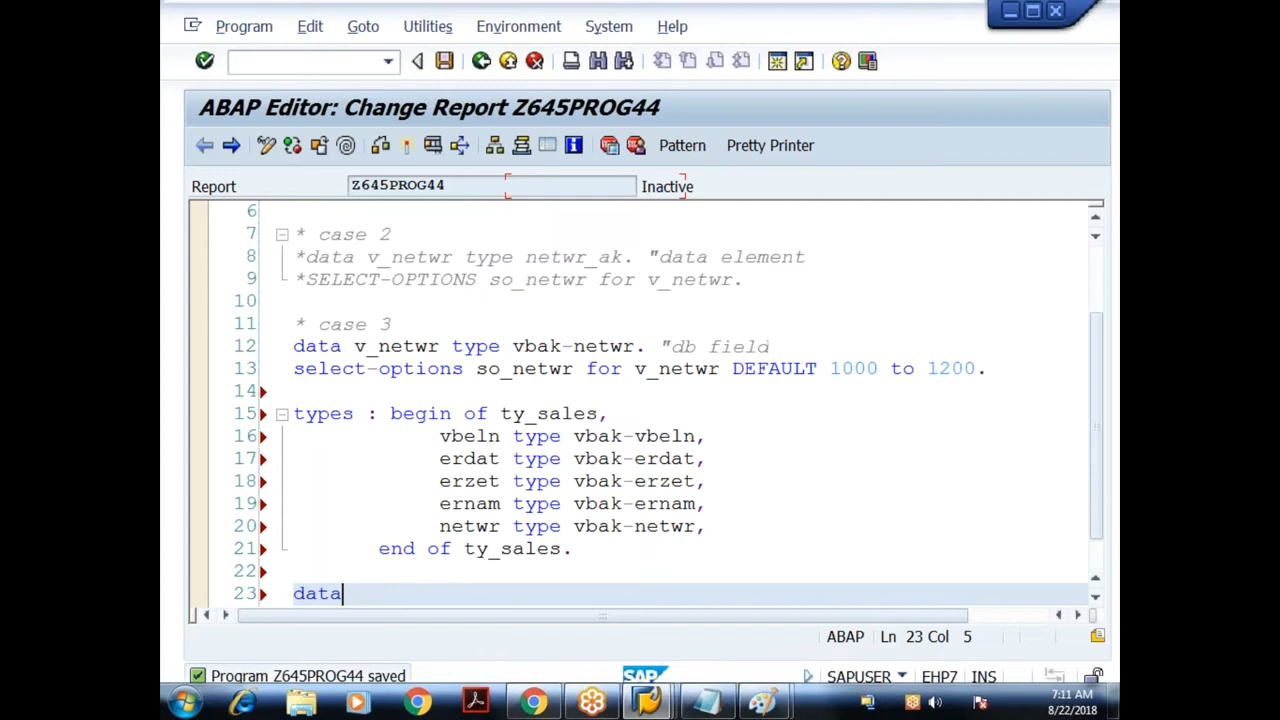 Program Edit Goto Utilities Environment System Help
ABAP Editor: Change Report Z645PROG44
Pattern Pretty Printer
Report Z645PROG44 Inactive
6
7 * case 2
8 *data v_netwr type netwr_ak. "data element
9 *SELECT-OPTIONS so_netwr for v_netwr.
10
11 * case 3
12 data v_netwr type vbak-netwr. "db field
13 select-options so_netwr for v_netwr DEFAULT 1000 to 1200.
14
15 types : begin of ty_sales,
16 vbeln type vbak-vbeln,
17 erdat type vbak-erdat,
18 erzet type vbak-erzet,
19 ernam type vbak-ernam,
20 netwr type vbak-netwr,
21 end of ty_sales.
22
23 data
ABAP Ln 23 Col 5
Program Z645PROG44 saved SAP SAPUSER EHP7 INS
7:11 AM
8/22/2018